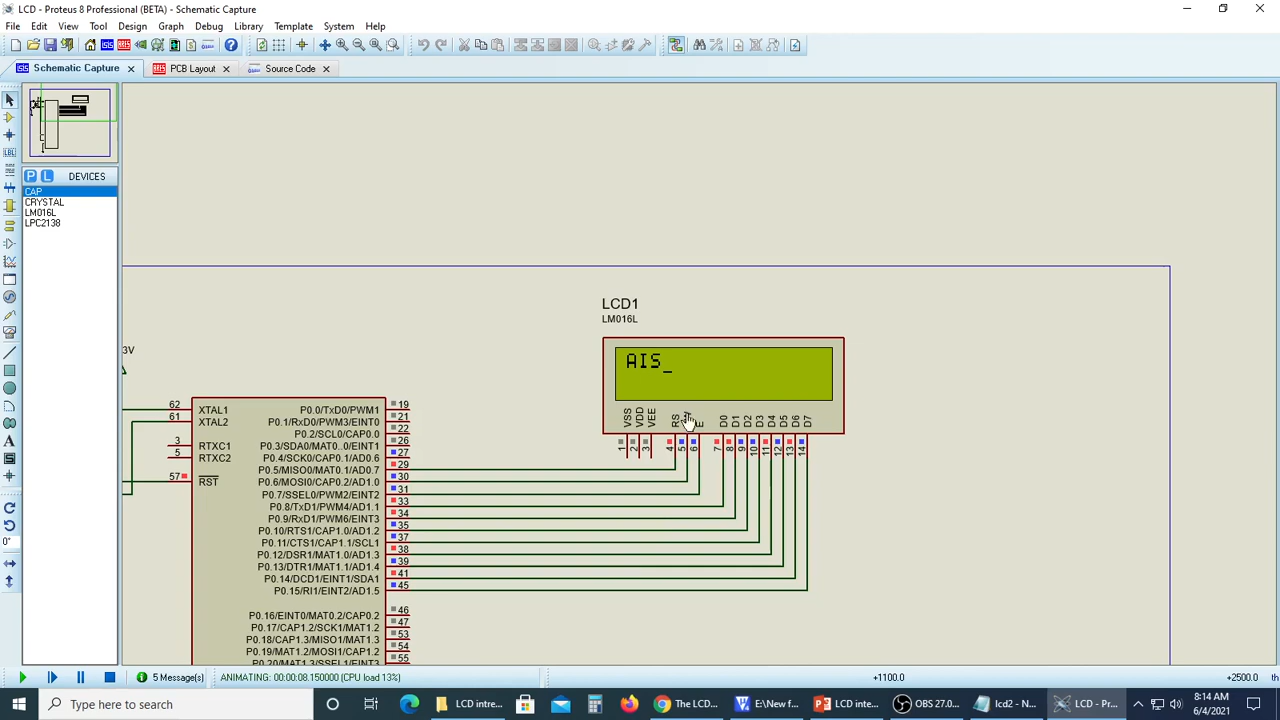 LCD - Proteus 8 Professional (BETA) - Schematic Capture
File Edit View Tool Design Graph Debug Library Template System Help
Schematic Capture PCB Layout Source Code
P L DEVICES
CAP
CRYSTAL
LM016L
LPC2138
LBL
A
0°
LCD1
LM016L
AIS_
VSS VDD VEE RS E D0 D1 D2 D3 D4 D5 D6 D7
1 2 3 4 5 6 7 8 9 10 11 12 13 14
3V
62 XTAL1 P0.0/TxD0/PWM1 19
61 XTAL2 P0.1/RxD0/PWM3/EINT0 21
P0.2/SCL0/CAP0.0 22
3 RTXC1 P0.3/SDA0/MAT0.0/EINT1 26
5 RTXC2 P0.4/SCK0/CAP0.1/AD0.6 27
P0.5/MISO0/MAT0.1/AD0.7 29
57 RST P0.6/MOSI0/CAP0.2/AD1.0 30
P0.7/SSEL0/PWM2/EINT2 31
P0.8/TxD1/PWM4/AD1.1 33
P0.9/RxD1/PWM6/EINT3 34
P0.10/RTS1/CAP1.0/AD1.2 35
P0.11/CTS1/CAP1.1/SCL1 37
P0.12/DSR1/MAT1.0/AD1.3 38
P0.13/DTR1/MAT1.1/AD1.4 39
P0.14/DCD1/EINT1/SDA1 41
P0.15/RI1/EINT2/AD1.5 45
P0.16/EINT0/MAT0.2/CAP0.2 46
P0.17/CAP1.2/SCK1/MAT1.2 47
P0.18/CAP1.3/MISO1/MAT1.3 53
P0.19/MAT1.2/MOSI1/CAP1.2 54
P0.20/MAT1.3/SSEL1/EINT3 55
5 Message(s) ANIMATING: 00:00:08.150000 (CPU load 13%) +1100.0 +2500.0 th
Type here to search LCD intre... The LCD... E:\New f... LCD inte... OBS 27.0... lcd2 - N... LCD - Pr... 8:14 AM
6/4/2021